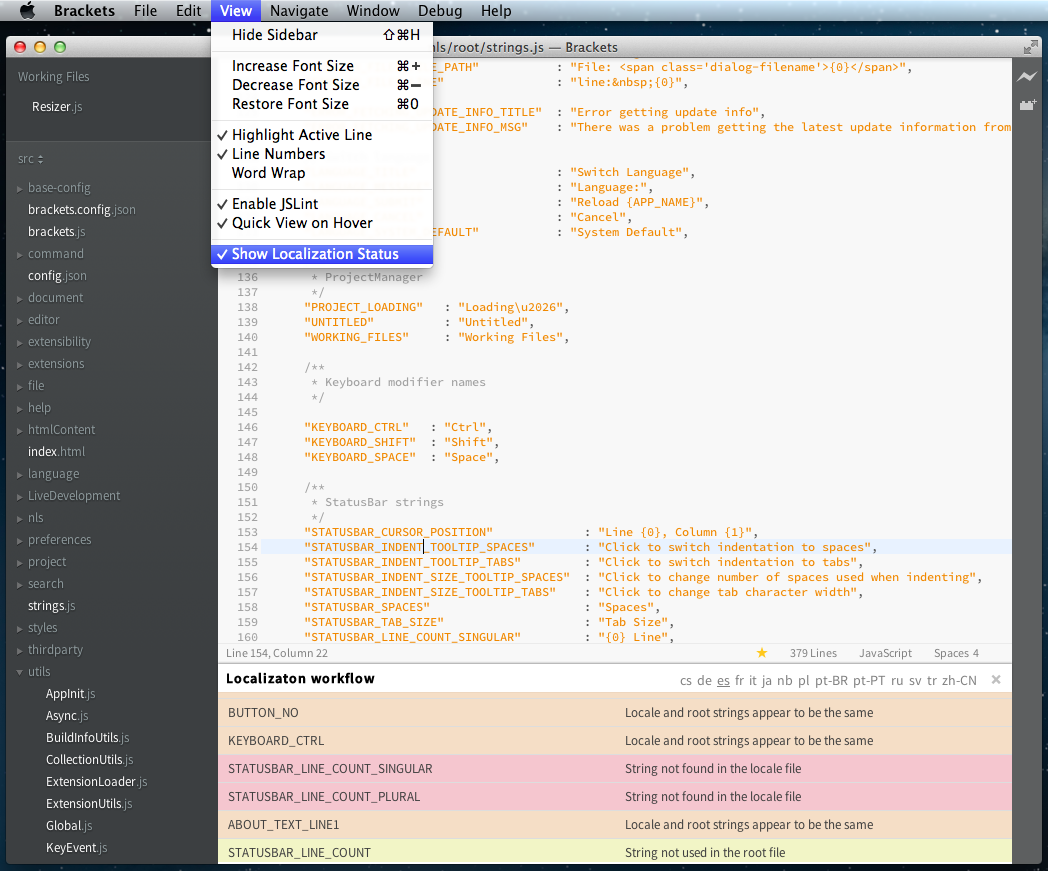 Brackets File Edit View Navigate Window Debug Help
nls/root/strings.js — Brackets
Hide Sidebar ⇧⌘H
Increase Font Size ⌘+
Decrease Font Size ⌘−
Restore Font Size ⌘0
✓ Highlight Active Line
✓ Line Numbers
Word Wrap
✓ Enable JSLint
✓ Quick View on Hover
✓ Show Localization Status
Working Files
Resizer.js
src
base-config
brackets.config.json
brackets.js
command
config.json
document
editor
extensibility
extensions
file
help
htmlContent
index.html
language
LiveDevelopment
nls
preferences
project
search
strings.js
styles
thirdparty
utils
AppInit.js
Async.js
BuildInfoUtils.js
CollectionUtils.js
ExtensionLoader.js
ExtensionUtils.js
Global.js
KeyEvent.js
E_PATH" : "File: <span class='dialog-filename'>{0}</span>",
E" : "line:&nbsp;{0}",
DATE_INFO_TITLE" : "Error getting update info",
DATE_INFO_MSG" : "There was a problem getting the latest update information from
: "Switch Language",
: "Language:",
: "Reload {APP_NAME}",
: "Cancel",
EFAULT" : "System Default",
136 * ProjectManager
137 */
138 "PROJECT_LOADING" : "Loading\u2026",
139 "UNTITLED" : "Untitled",
140 "WORKING_FILES" : "Working Files",
141
142 /**
143 * Keyboard modifier names
144 */
145
146 "KEYBOARD_CTRL" : "Ctrl",
147 "KEYBOARD_SHIFT" : "Shift",
148 "KEYBOARD_SPACE" : "Space",
149
150 /**
151 * StatusBar strings
152 */
153 "STATUSBAR_CURSOR_POSITION" : "Line {0}, Column {1}",
154 "STATUSBAR_INDENT_TOOLTIP_SPACES" : "Click to switch indentation to spaces",
155 "STATUSBAR_INDENT_TOOLTIP_TABS" : "Click to switch indentation to tabs",
156 "STATUSBAR_INDENT_SIZE_TOOLTIP_SPACES" : "Click to change number of spaces used when indenting",
157 "STATUSBAR_INDENT_SIZE_TOOLTIP_TABS" : "Click to change tab character width",
158 "STATUSBAR_SPACES" : "Spaces",
159 "STATUSBAR_TAB_SIZE" : "Tab Size",
160 "STATUSBAR_LINE_COUNT_SINGULAR" : "{0} Line",
Line 154, Column 22 379 Lines JavaScript Spaces 4
Localizaton workflow cs de es fr it ja nb pl pt-BR pt-PT ru sv tr zh-CN ×
BUTTON_NO Locale and root strings appear to be the same
KEYBOARD_CTRL Locale and root strings appear to be the same
STATUSBAR_LINE_COUNT_SINGULAR String not found in the locale file
STATUSBAR_LINE_COUNT_PLURAL String not found in the locale file
ABOUT_TEXT_LINE1 Locale and root strings appear to be the same
STATUSBAR_LINE_COUNT String not used in the root file